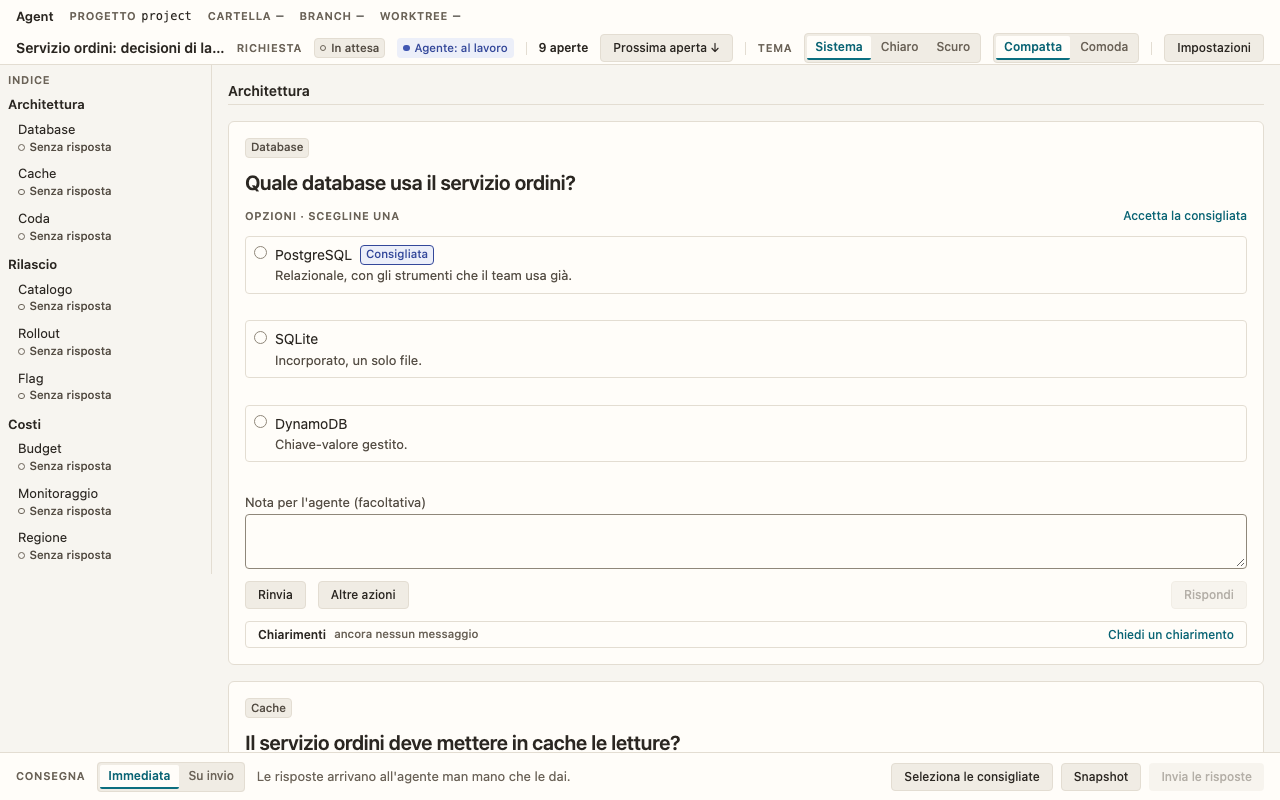 Agent PROGETTO project CARTELLA — BRANCH — WORKTREE —
Servizio ordini: decisioni di la... RICHIESTA In attesa Agente: al lavoro 9 aperte Prossima aperta ↓ TEMA Sistema Chiaro Scuro Compatta Comoda Impostazioni
INDICE
Architettura
Database
Senza risposta
Cache
Senza risposta
Coda
Senza risposta
Rilascio
Catalogo
Senza risposta
Rollout
Senza risposta
Flag
Senza risposta
Costi
Budget
Senza risposta
Monitoraggio
Senza risposta
Regione
Senza risposta
Architettura
Database
Quale database usa il servizio ordini?
OPZIONI · SCEGLINE UNA Accetta la consigliata
PostgreSQL Consigliata
Relazionale, con gli strumenti che il team usa già.
SQLite
Incorporato, un solo file.
DynamoDB
Chiave-valore gestito.
Nota per l'agente (facoltativa)
Rinvia Altre azioni Rispondi
Chiarimenti ancora nessun messaggio Chiedi un chiarimento
Cache
Il servizio ordini deve mettere in cache le letture?
CONSEGNA Immediata Su invio Le risposte arrivano all'agente man mano che le dai. Seleziona le consigliate Snapshot Invia le risposte